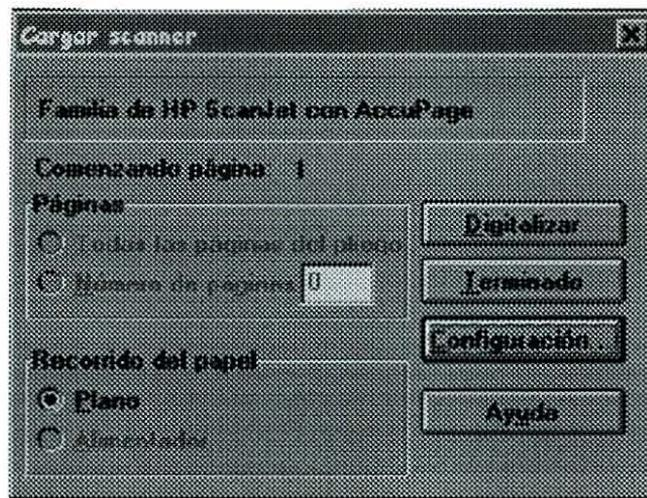 Cargar scanner
Familia de HP ScanJet con AccuPage
Comenzando página: 1
Páginas
Todas las páginas del pliego
Número de páginas 0
Digitalizar
Terminado
Configuración...
Recorrido del papel
Plano
Alimentador
Ayuda